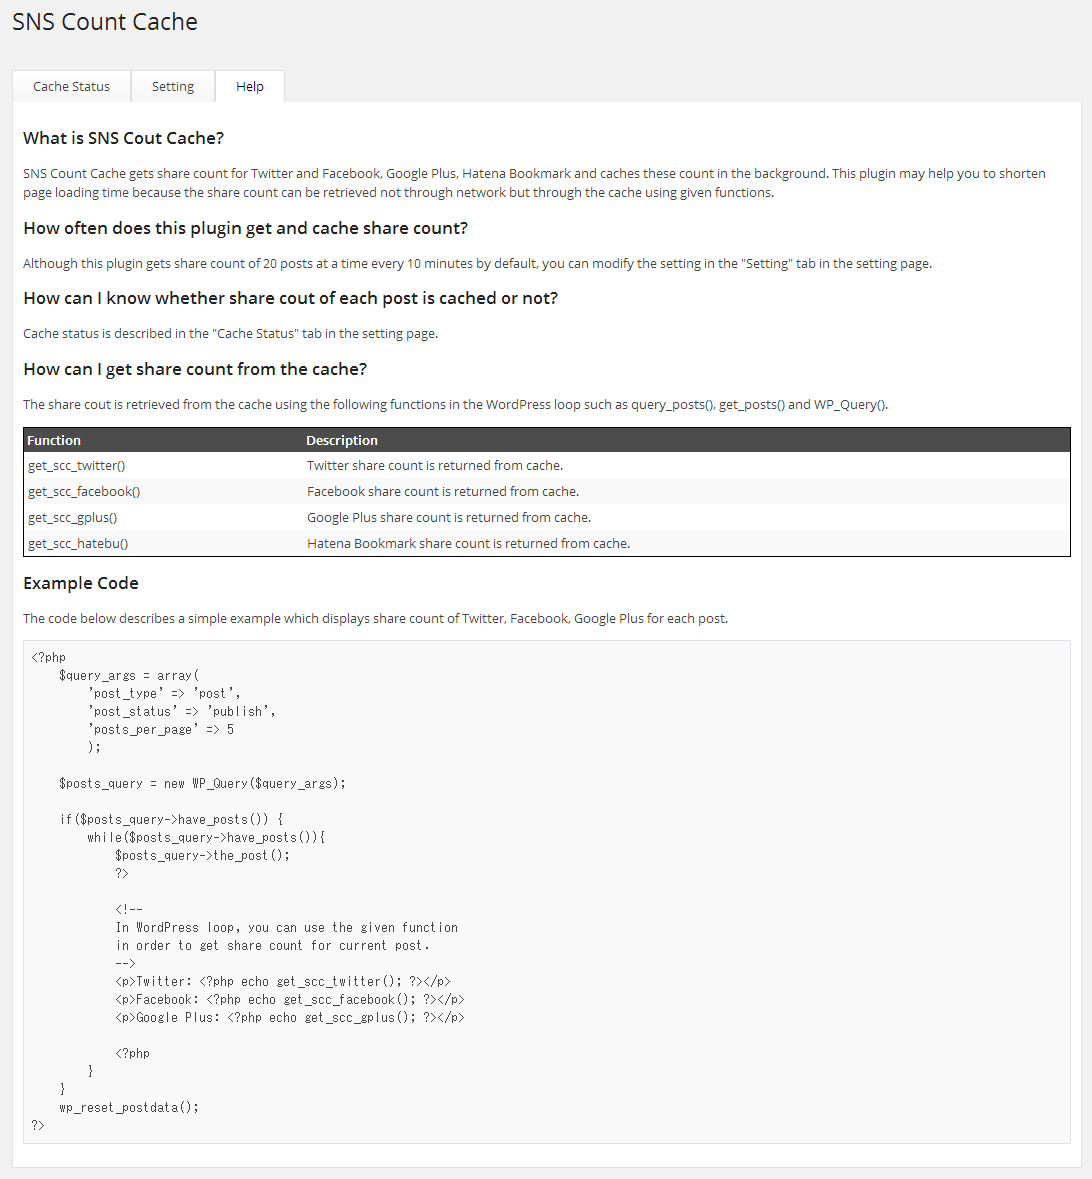 SNS Count Cache
Cache Status Setting Help
What is SNS Cout Cache?
SNS Count Cache gets share count for Twitter and Facebook, Google Plus, Hatena Bookmark and caches these count in the background. This plugin may help you to shorten
page loading time because the share count can be retrieved not through network but through the cache using given functions.
How often does this plugin get and cache share count?
Although this plugin gets share count of 20 posts at a time every 10 minutes by default, you can modify the setting in the "Setting" tab in the setting page.
How can I know whether share cout of each post is cached or not?
Cache status is described in the "Cache Status" tab in the setting page.
How can I get share count from the cache?
The share cout is retrieved from the cache using the following functions in the WordPress loop such as query_posts(), get_posts() and WP_Query().
Function Description
get_scc_twitter() Twitter share count is returned from cache.
get_scc_facebook() Facebook share count is returned from cache.
get_scc_gplus() Google Plus share count is returned from cache.
get_scc_hatebu() Hatena Bookmark share count is returned from cache.
Example Code
The code below describes a simple example which displays share count of Twitter, Facebook, Google Plus for each post.
<?php
    $query_args = array(
        'post_type' => 'post',
        'post_status' => 'publish',
        'posts_per_page' => 5
        );
    $posts_query = new WP_Query($query_args);
    if($posts_query->have_posts()) {
        while($posts_query->have_posts()){
            $posts_query->the_post();
            ?>
            <!--
            In WordPress loop, you can use the given function
            in order to get share count for current post.
            -->
            <p>Twitter: <?php echo get_scc_twitter(); ?></p>
            <p>Facebook: <?php echo get_scc_facebook(); ?></p>
            <p>Google Plus: <?php echo get_scc_gplus(); ?></p>
            <?php
        }
    }
    wp_reset_postdata();
?>